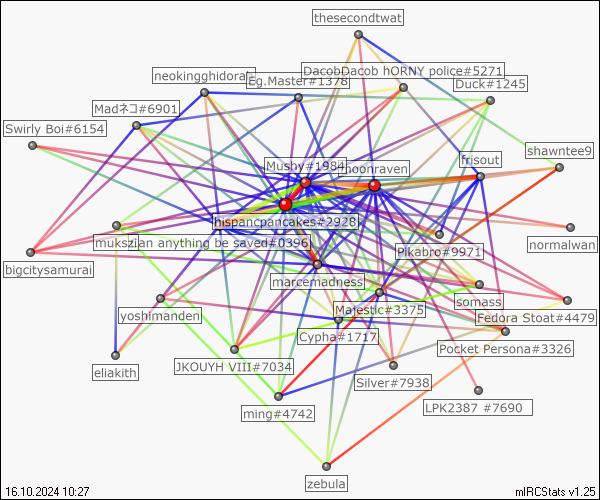 thesecondtwat
DacobDacob hORNY police#5271
neokingghidorah
Eg.Master#1378
Duck#1245
Madネコ#6901
Swirly Boi#6154
shawntee9
frisout
Mushy#1984
moonraven
hispancpancakes#2928
normalwan
mukszian anything be saved#0396
Pikabro#9971
bigcitysamurai
marcemadness
somass
Majestic#3375
Fedora Stoat#4479
yoshimanden
Cypha#1717
Pocket Persona#3326
JKOUYH VIII#7034
eliakith
Silver#7938
LPK2387 #7690
ming#4742
zebula
16.10.2024 10:27
mIRCStats v1.25